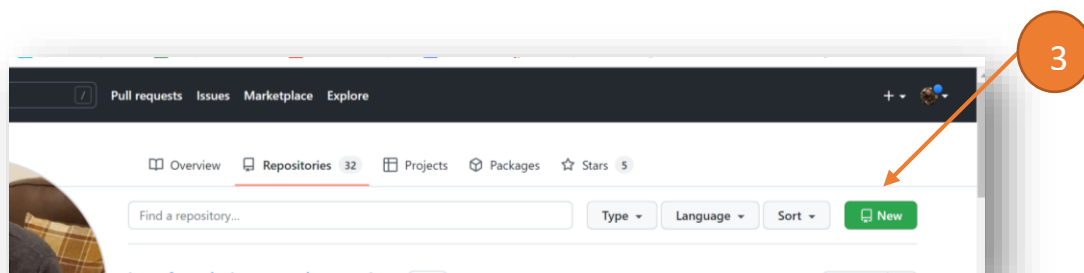 3
/ Pull requests Issues Marketplace Explore
Overview Repositories 32 Projects Packages Stars 5
Find a repository... Type Language Sort New